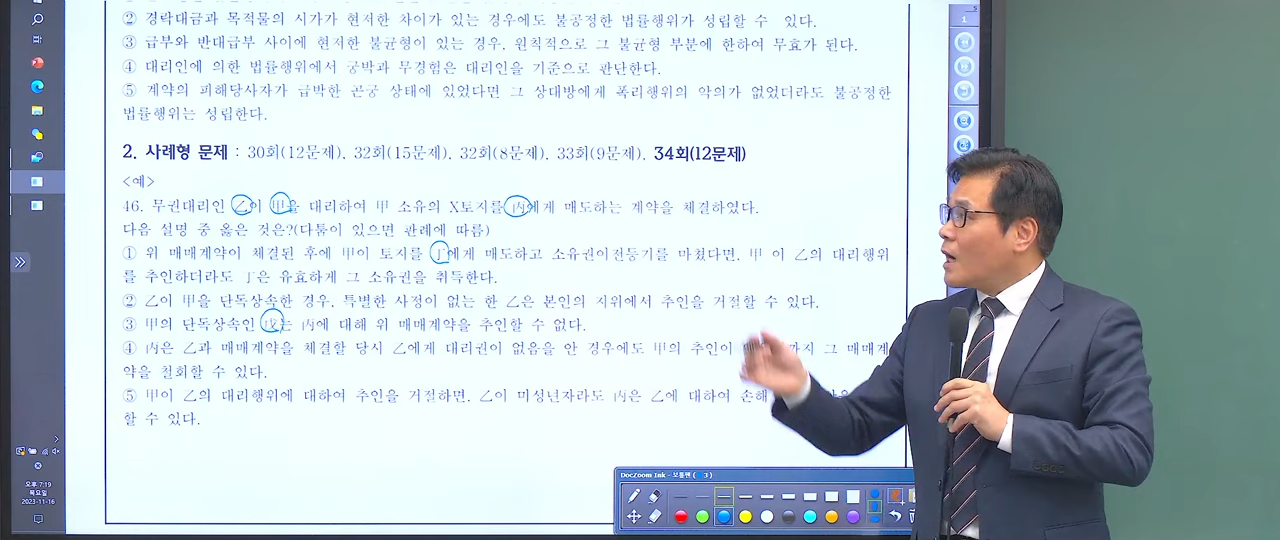 ② 경락대금과 목적물의 시가가 현저한 차이가 있는 경우에도 불공정한 법률행위가 성립할 수 있다.
③ 급부와 반대급부 사이에 현저한 불균형이 있는 경우, 원칙적으로 그 불균형 부분에 한하여 무효가 된다.
④ 대리인에 의한 법률행위에서 궁박과 무경험은 대리인을 기준으로 판단한다.
⑤ 계약의 피해당사자가 급박한 곤궁 상태에 있었다면 그 상대방에게 폭리행위의 악의가 없었더라도 불공정한
법률행위는 성립한다.
2. 사례형 문제 : 30회(12문제), 32회(15문제), 32회(8문제), 33회(9문제), 34회(12문제)
<예>
46. 무권대리인 乙이 甲을 대리하여 甲 소유의 X토지를 丙에게 매도하는 계약을 체결하였다.
다음 설명 중 옳은 것은?(다툼이 있으면 판례에 따름)
① 위 매매계약이 체결된 후에 甲이 토지를 丁에게 매도하고 소유권이전등기를 마쳤다면, 甲 이 乙의 대리행위
를 추인하더라도 丁은 유효하게 그 소유권을 취득한다.
② 乙이 甲을 단독상속한 경우, 특별한 사정이 없는 한 乙은 본인의 지위에서 추인을 거절할 수 있다.
③ 甲의 단독상속인 戊는 丙에 대해 위 매매계약을 추인할 수 없다.
④ 丙은 乙과 매매계약을 체결할 당시 乙에게 대리권이 없음을 안 경우에도 甲의 추인이 까지 그 매매계
약을 철회할 수 있다.
⑤ 甲이 乙의 대리행위에 대하여 추인을 거절하면, 乙이 미성년자라도 丙은 乙에 대하여 손해
할 수 있다.
DocZoom Ink - 보통펜 ( 3)
오후 7:19
목요일
2023-11-16
1